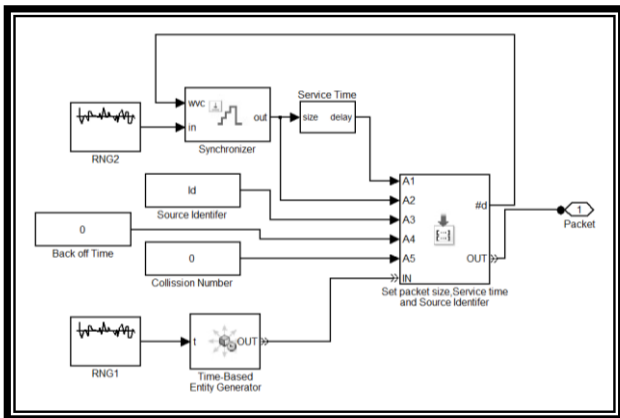 wvc
in
out
Synchronizer
RNG2
Service Time
size
delay
Id
Source Identifer
0
Back off Time
0
Collission Number
RNG1
t
OUT
Time-Based
Entity Generator
A1
A2
A3
A4
A5
IN
#d
OUT
Set packet size,Service time
and Source Identifer
1
Packet